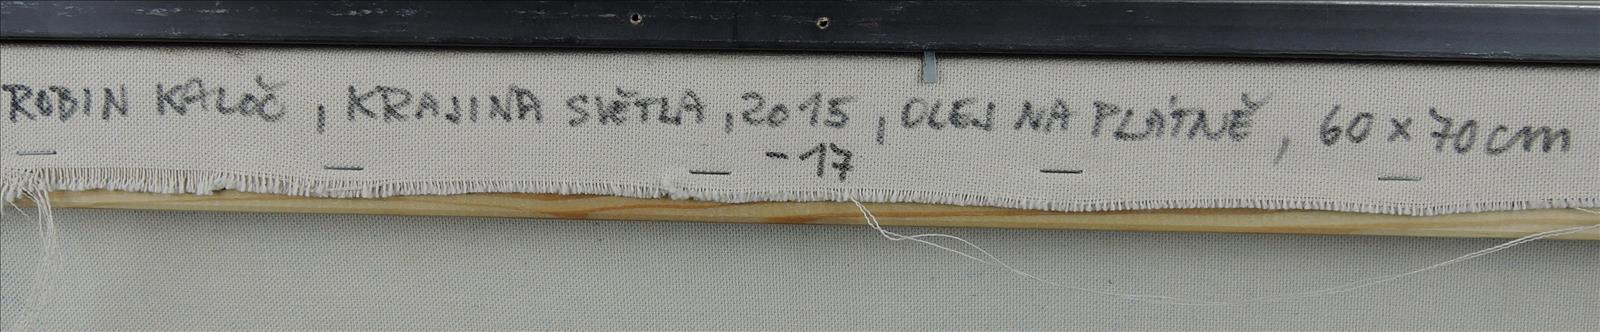 ROBIN KALOČ, KRAJINA SVĚTLA, 2015, OLEJ NA PLÁTNĚ, 60 x 70 cm
-17